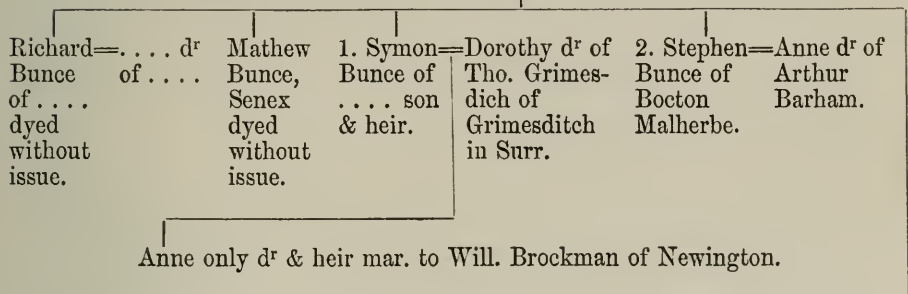 Richard=. . . . dʳ
Bunce of . . . .
of . . . .
dyed
without
issue.
Mathew
Bunce,
Senex
dyed
without
issue.
1. Symon=Dorothy dʳ of
Bunce of Tho. Grimes-
. . . . son dich of
& heir. Grimesditch
in Surr.
2. Stephen=Anne dʳ of
Bunce of Arthur
Bocton Barham.
Malherbe.
Anne only dʳ & heir mar. to Will. Brockman of Newington.